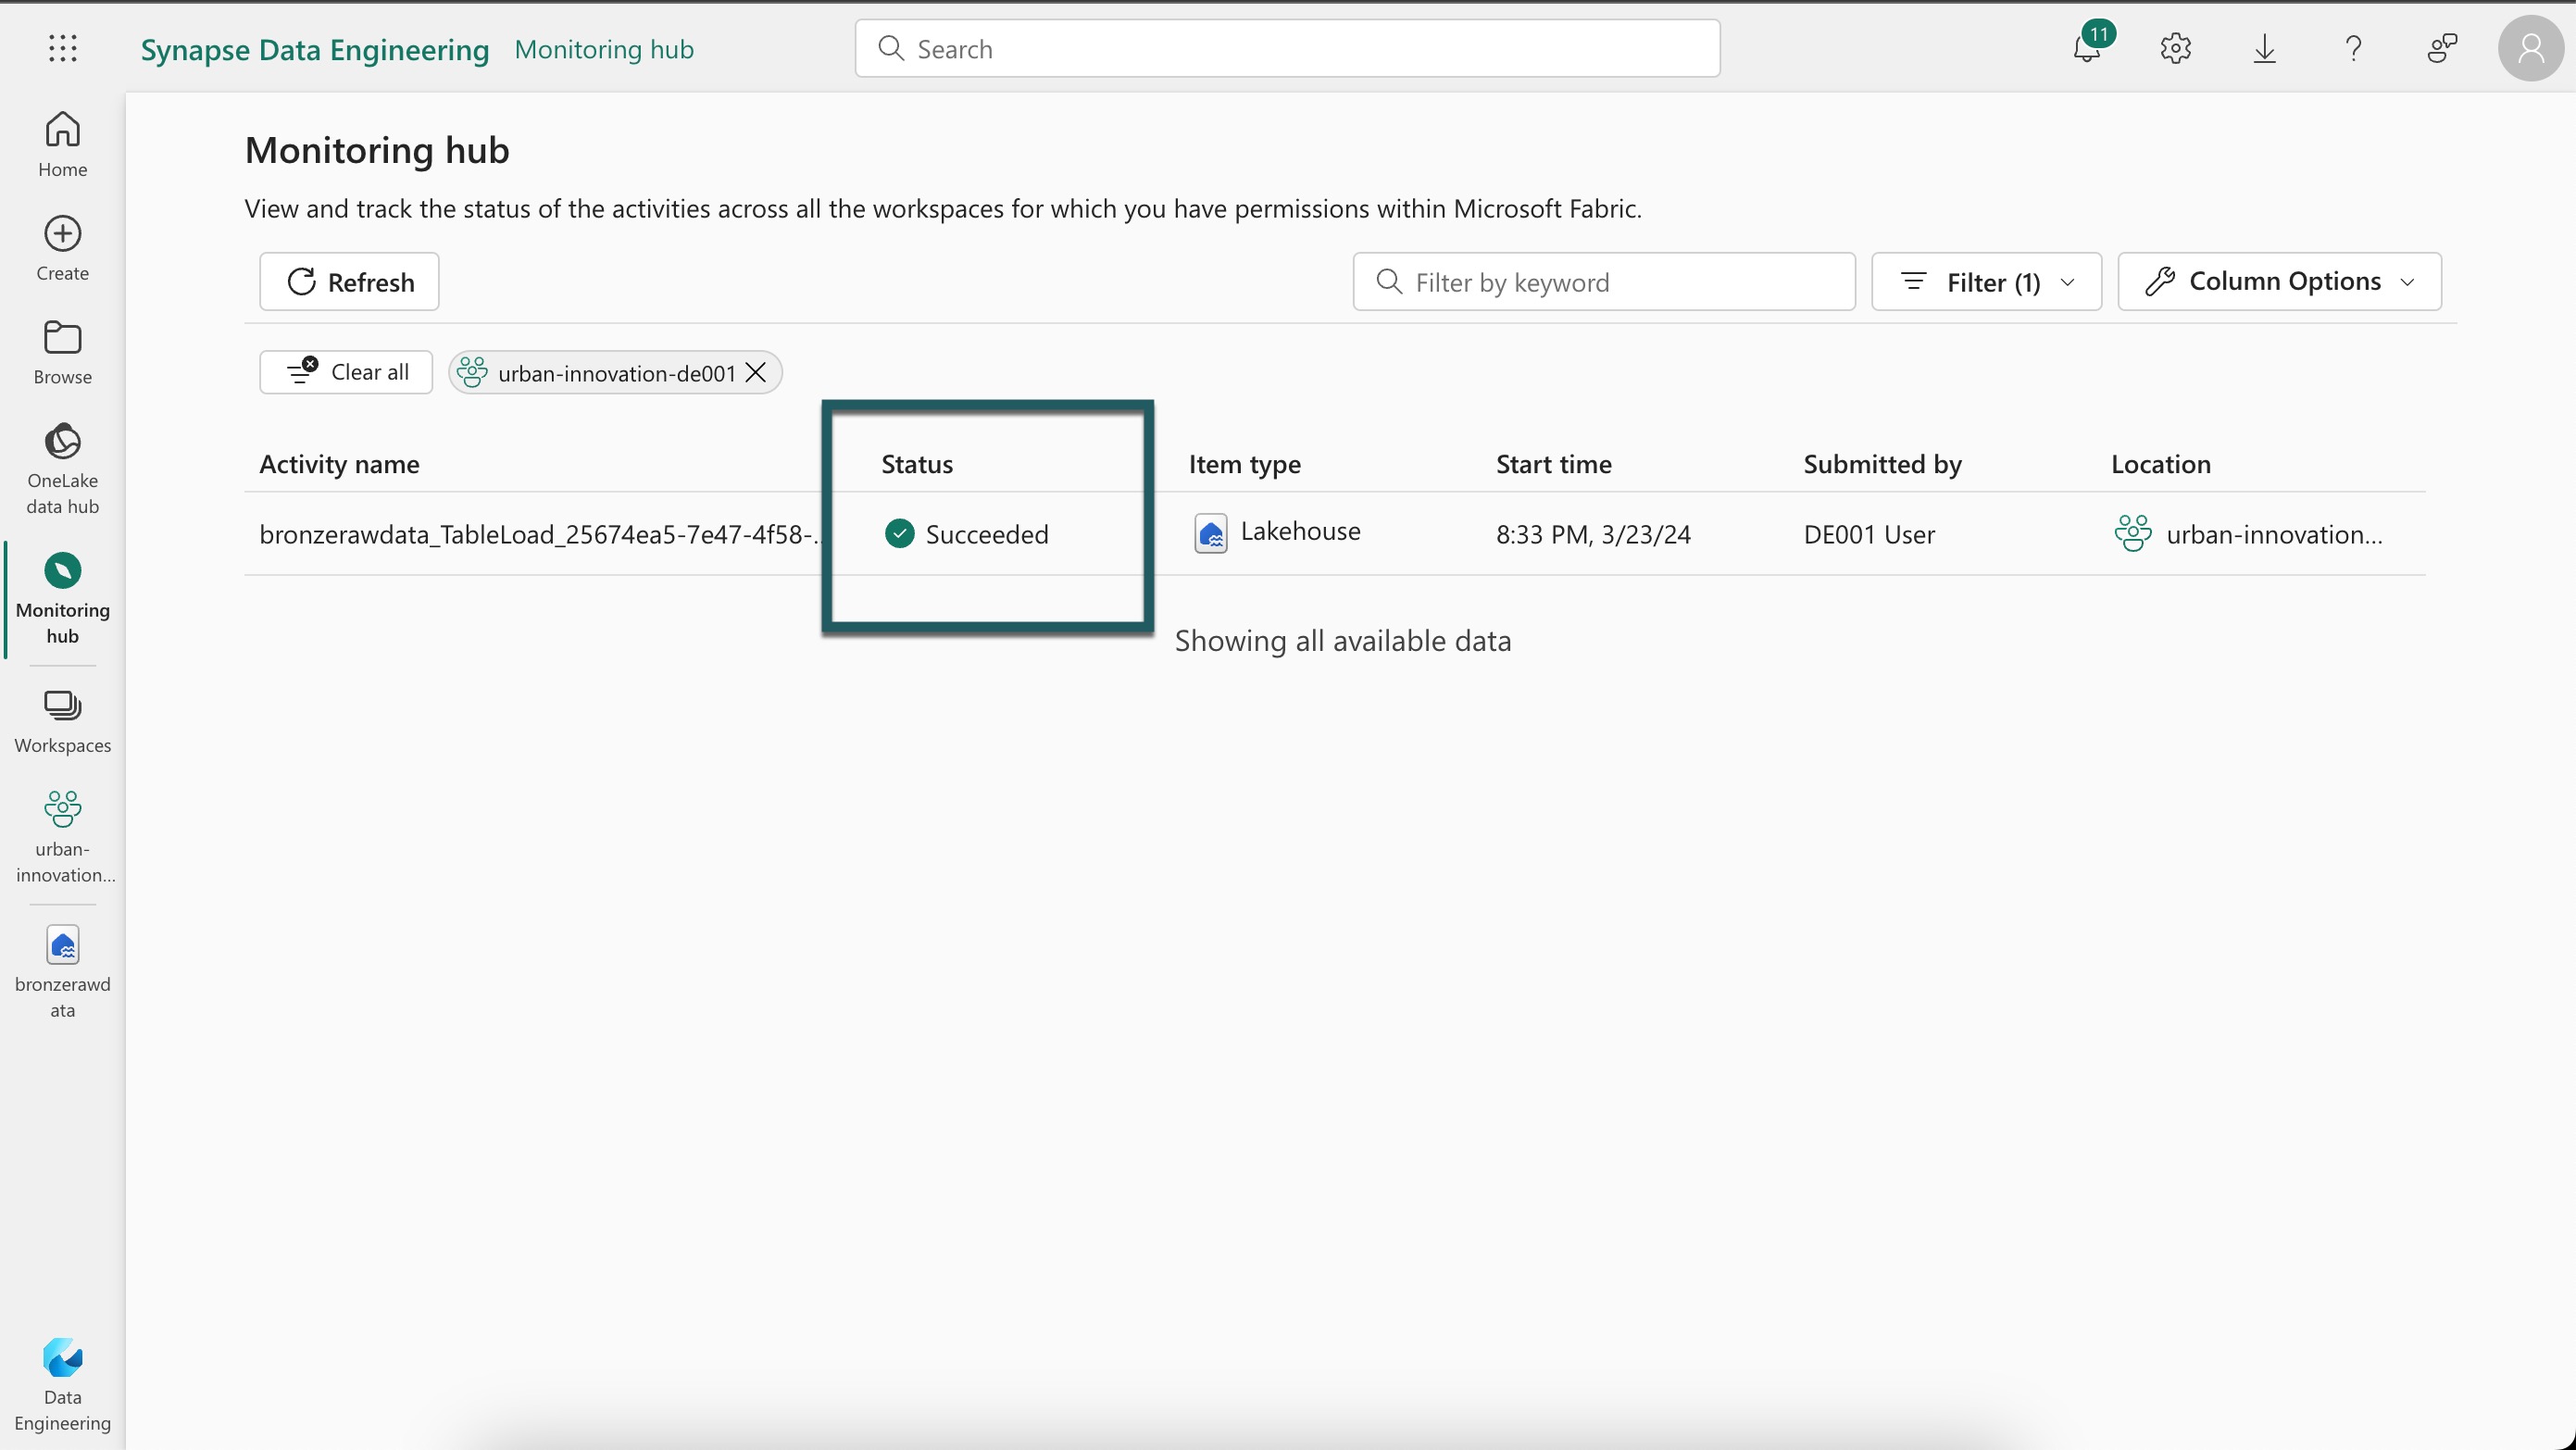 Synapse Data Engineering Monitoring hub
Search
11
Home
Create
Browse
OneLake
data hub
Monitoring
hub
Workspaces
urban-
innovation...
bronzerawd
ata
Data
Engineering
Monitoring hub
View and track the status of the activities across all the workspaces for which you have permissions within Microsoft Fabric.
Refresh
Filter by keyword
Filter (1)
Column Options
Clear all
urban-innovation-de001
Activity name Status Item type Start time Submitted by Location
bronzerawdata_TableLoad_25674ea5-7e47-4f58-... Succeeded Lakehouse 8:33 PM, 3/23/24 DE001 User urban-innovation...
Showing all available data